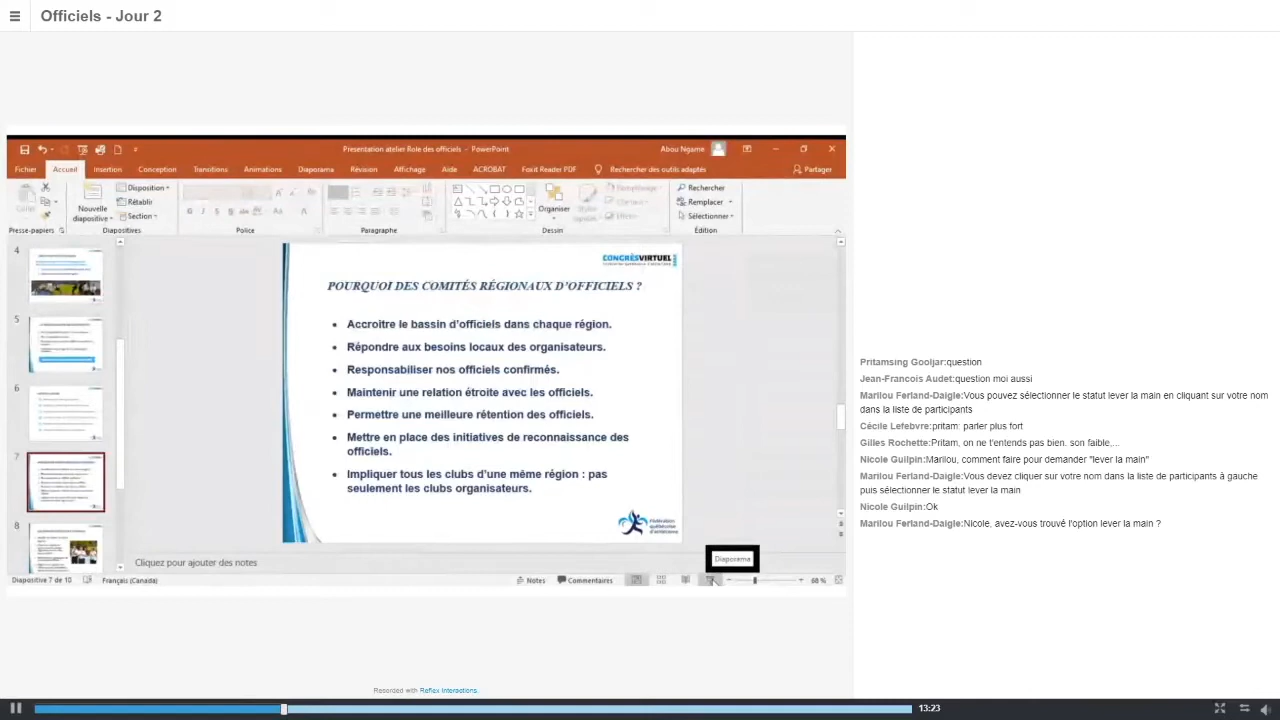 Officiels - Jour 2
Presentation atelier Role des officiels - PowerPoint
Abou Ngame
Fichier Accueil Insertion Conception Transitions Animations Diaporama Révision Affichage Aide ACROBAT Foxit Reader PDF Rechercher des outils adaptés Partager
Coller
Nouvelle
diapositive
Disposition
Rétablir
Section
Organiser
Rechercher
Remplacer
Sélectionner
Presse-papiers Diapositives Police Paragraphe Dessin Édition
4
5
6
7
8
CONGRÈSVIRTUEL
POURQUOI DES COMITÉS RÉGIONAUX D'OFFICIELS ?
• Accroître le bassin d'officiels dans chaque région.
• Répondre aux besoins locaux des organisateurs.
• Responsabiliser nos officiels confirmés.
• Maintenir une relation étroite avec les officiels.
• Permettre une meilleure rétention des officiels.
• Mettre en place des initiatives de reconnaissance des
officiels.
• Impliquer tous les clubs d'une même région : pas
seulement les clubs organisateurs.
Fédération
québécoise
d'athlétisme
Diaporama
Cliquez pour ajouter des notes
Diapositive 7 de 10 Français (Canada) Notes Commentaires 68 %
Pritamsing Gooljar:question
Jean-Francois Audet:question moi aussi
Marilou Ferland-Daigle:Vous pouvez sélectionner le statut lever la main en cliquant sur votre nom
dans la liste de participants
Cécile Lefebvre:pritam: parler plus fort
Gilles Rochette:Pritam, on ne t'entends pas bien. son faible,...
Nicole Guilpin:Marilou, comment faire pour demander "lever la main"
Marilou Ferland-Daigle:Vous devez cliquer sur votre nom dans la liste de participants à gauche
puis sélectionner le statut lever la main
Nicole Guilpin:Ok
Marilou Ferland-Daigle:Nicole, avez-vous trouvé l'option lever la main ?
Recorded with Reflex Interactions.
13:23